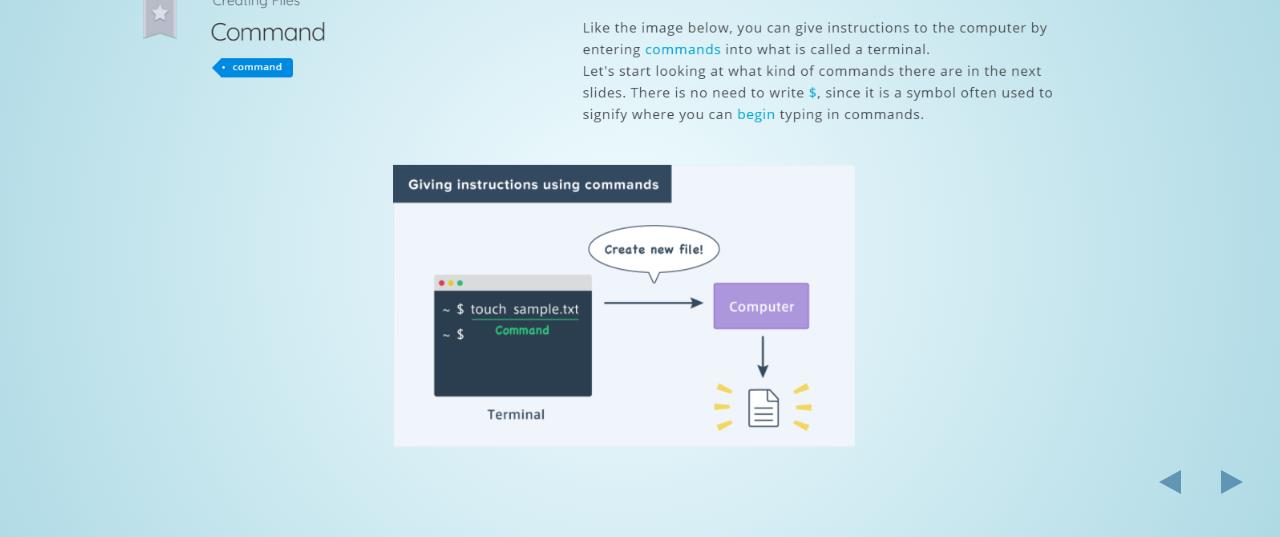 Creating Files
Command
command
Like the image below, you can give instructions to the computer by
entering commands into what is called a terminal.
Let's start looking at what kind of commands there are in the next
slides. There is no need to write $, since it is a symbol often used to
signify where you can begin typing in commands.
Giving instructions using commands
Create new file!
~ $ touch sample.txt
Command
~ $
Computer
Terminal